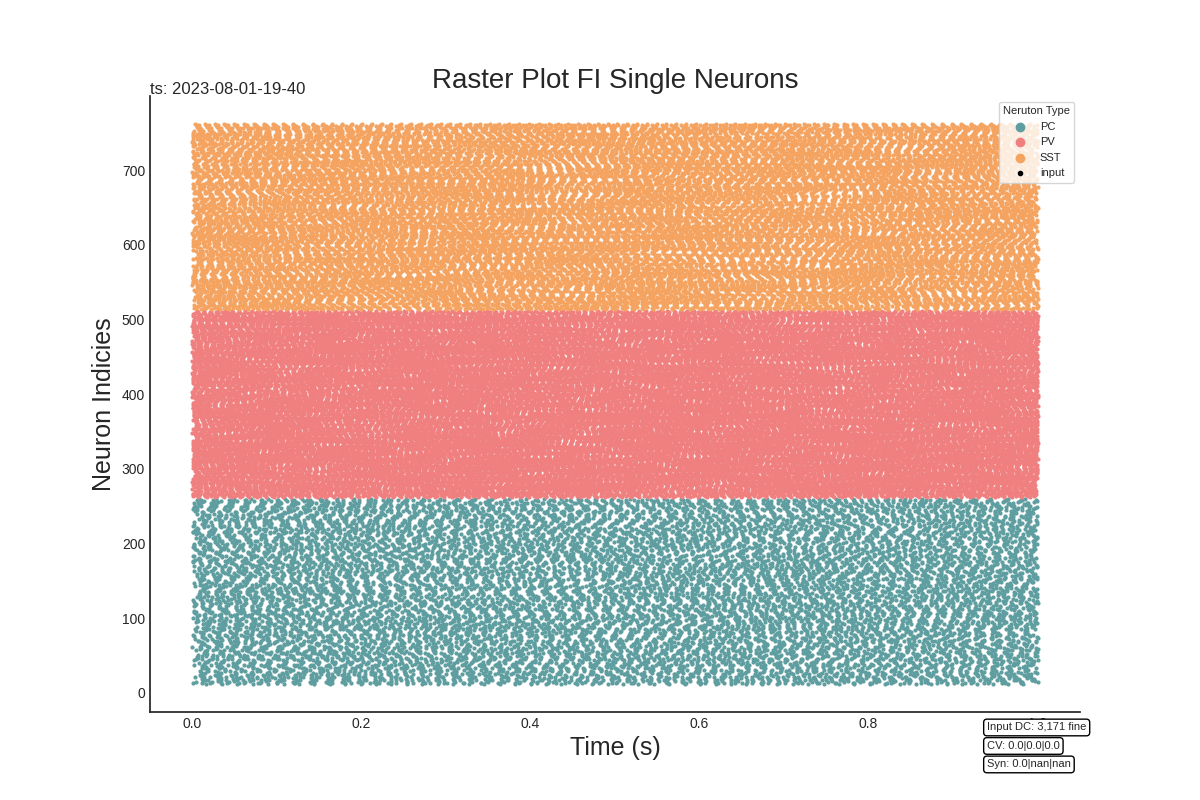 Raster Plot FI Single Neurons
ts: 2023-08-01-19-40
Neruton Type
PC
PV
SST
input
700
600
500
400
300
200
100
0
Neuron Indicies
0.0 0.2 0.4 0.6 0.8
Time (s)
Input DC: 3,171 fine
CV: 0.0|0.0|0.0
Syn: 0.0|nan|nan